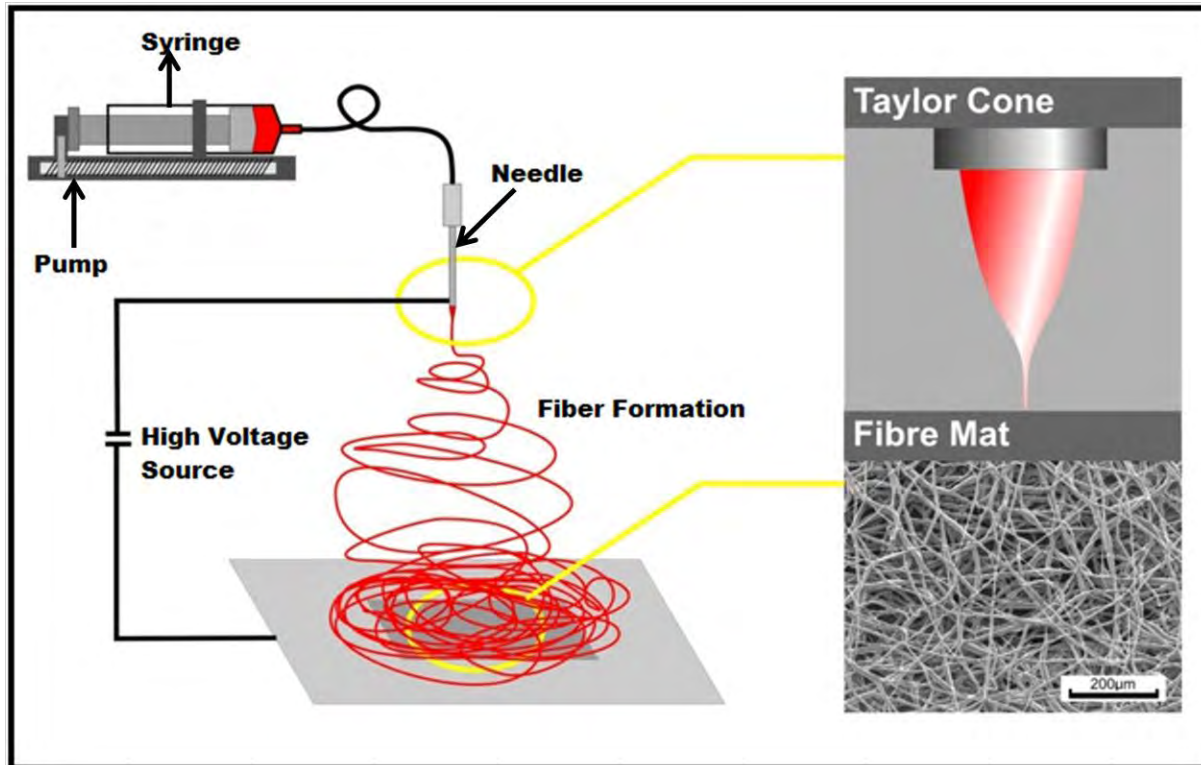 Syringe
Needle
Pump
Fiber Formation
High Voltage
Source
Taylor Cone
Fibre Mat
200µm